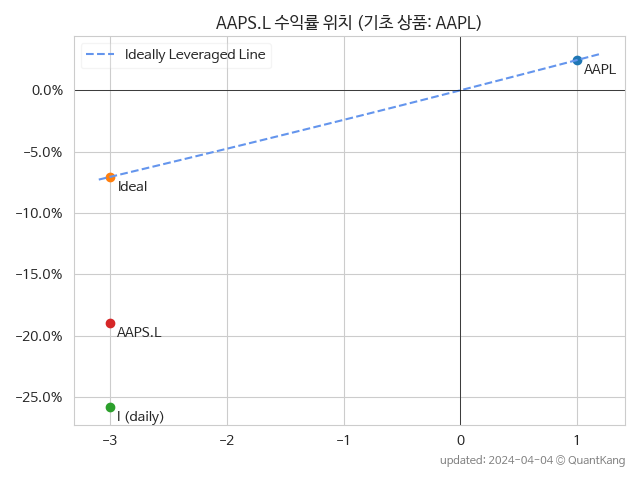 AAPS.L 수익률 위치 (기초 상품: AAPL)
Ideally Leveraged Line
AAPL
0.0%
−5.0%
Ideal
−10.0%
−15.0%
AAPS.L
−20.0%
−25.0%
I (daily)
−3 −2 −1 0 1
updated: 2024-04-04 © QuantKang